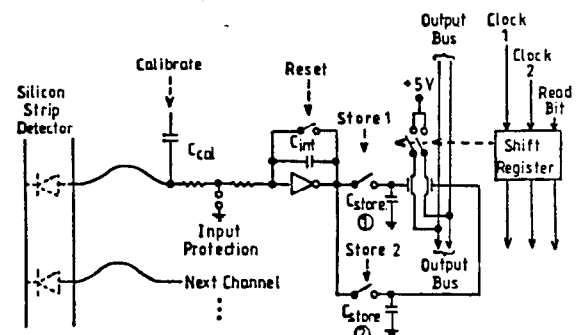 Output
Bus
Clock
1
Clock
2
Read
Bit
Calibrate
Reset
+5V
Silicon
Strip
Detector
Store 1
Shift
Register
Ccal
Cint
Cstore
①
Input
Protection
Store 2
Output
Bus
Next Channel
Cstore
②